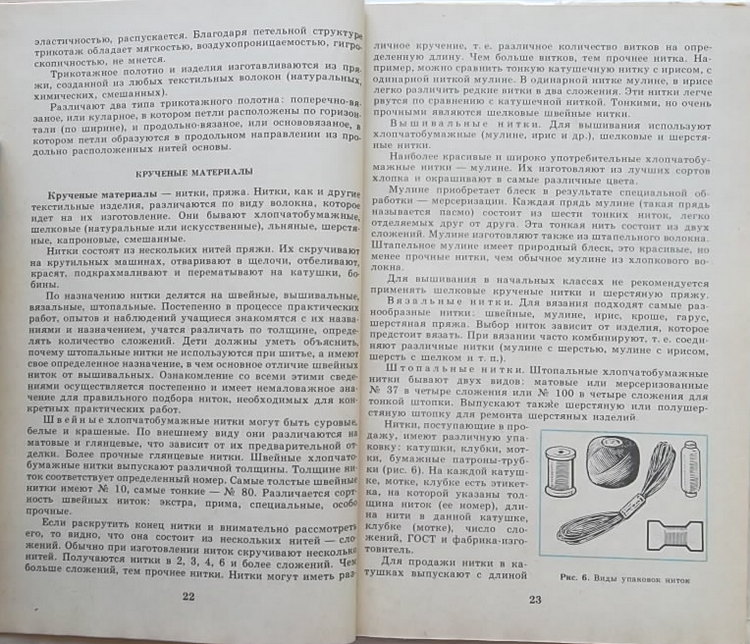 эластичностью, распускается. Благодаря петельной структуре
трикотаж обладает мягкостью, воздухопроницаемостью, гигро-
скопичностью, не мнется.
Трикотажное полотно и изделия изготавливаются из пря-
жи, созданной из любых текстильных волокон (натуральных,
химических, смешанных).
Различают два типа трикотажного полотна: поперечно-вя-
заное, или куларное, в котором петли расположены по горизон-
тали (по ширине), и продольно-вязаное, или основовязаное, в
котором петли образуются в продольном направлении из про-
дольно расположенных нитей основы.
КРУЧЕНЫЕ МАТЕРИАЛЫ
Крученые материалы — нитки, пряжа. Нитки, как и другие
текстильные изделия, различаются по виду волокна, которое
идет на их изготовление. Они бывают хлопчатобумажные,
шелковые (натуральные или искусственные), льняные, шерстя-
ные, капроновые, смешанные.
Нитки состоят из нескольких нитей пряжи. Их скручивают
на крутильных машинах, отваривают в щелочи, отбеливают,
красят, подкрахмаливают и перематывают на катушки, бо-
бины.
По назначению нитки делятся на швейные, вышивальные,
вязальные, штопальные. Постепенно в процессе практических
работ, опытов и наблюдений учащиеся знакомятся с их назва-
ниями и назначением, учатся различать по толщине, опреде-
лять количество сложений. Дети должны уметь объяснить,
почему штопальные нитки не используются при шитье, а имеют
свое определенное назначение, в чем основное отличие швейных
ниток от вышивальных. Ознакомление со всеми этими сведе-
ниями осуществляется постепенно и имеет немаловажное зна-
чение для правильного подбора ниток, необходимых для кон-
кретных практических работ.
Швейные хлопчатобумажные нитки могут быть суровые,
белые и крашеные. По внешнему виду они различаются на
матовые и глянцевые, что зависит от их предварительной от-
делки. Более прочные глянцевые нитки. Швейные хлопчато-
бумажные нитки выпускают различной толщины. Толщине ни-
ток соответствует определенный номер. Самые толстые швейные
нитки имеют № 10, самые тонкие — № 80. Различается сорт-
ность швейных ниток: экстра, прима, специальные, особо
прочные.
Если раскрутить конец нитки и внимательно рассмотреть
его, то видно, что она состоит из нескольких нитей — сло-
жений. Обычно при изготовлении ниток скручивают несколько
нитей. Получаются нитки в 2, 3, 4, 6 и более сложений. Чем
больше сложений, тем прочнее нитки. Нитки могут иметь раз-
22
личное кручение, т. е. различное количество витков на опре-
деленную длину. Чем больше витков, тем прочнее нитка. На-
пример, можно сравнить тонкую катушечную нитку с ирисом, с
одинарной ниткой мулине. В одинарной нитке мулине, в ирисе
легко различить редкие витки в два сложения. Эти нитки легче
рвутся по сравнению с катушечной ниткой. Тонкими, но очень
прочными являются шелковые швейные нитки.
Вышивальные нитки. Для вышивания используют
хлопчатобумажные (мулине, ирис и др.), шелковые и шерстя-
ные нитки.
Наиболее красивые и широко употребительные хлопчатобу-
мажные нитки — мулине. Их изготовляют из лучших сортов
хлопка и окрашивают в самые различные цвета.
Мулине приобретает блеск в результате специальной об-
работки — мерсеризации. Каждая прядь мулине (такая прядь
называется пасмо) состоит из шести тонких ниток, легко
отделяемых друг от друга. Эта тонкая нить состоит из двух
сложений. Мулине изготовляют также из штапельного волокна.
Штапельное мулине имеет природный блеск, это красивые, но
менее прочные нитки, чем обычное мулине из хлопкового во-
локна.
Для вышивания в начальных классах не рекомендуется
применять шелковые крученые нитки и шерстяную пряжу.
Вязальные нитки. Для вязания подходят самые раз-
нообразные нитки: швейные, мулине, ирис, кроше, гарус,
шерстяная пряжа. Выбор ниток зависит от изделия, которое
предстоит вязать. При вязании часто комбинируют, т. е. соеди-
няют различные нитки (мулине с шерстью, мулине с ирисом,
шерсть с шелком и т. п.).
Штопальные нитки. Штопальные хлопчатобумажные
нитки бывают двух видов: матовые или мерсеризованные
№ 37 в четыре сложения или № 100 в четыре сложения для
тонкой штопки. Выпускают также шерстяную или полушер-
стяную штопку для ремонта шерстяных изделий.
Нитки, поступающие в про-
дажу, имеют различную упа-
ковку: катушки, клубки, мот-
ки, бумажные патроны-труб-
ки (рис. 6). На каждой катуш-
ке, мотке, клубке есть этикет-
ка, на которой указаны тол-
щина ниток (ее номер), дли-
на нити в данной катушке,
клубке (мотке), число сло-
жений, ГОСТ и фабрика-изго-
товитель.
Для продажи нитки в ка-
тушках выпускают с длиной
Рис. 6. Виды упаковок ниток
23